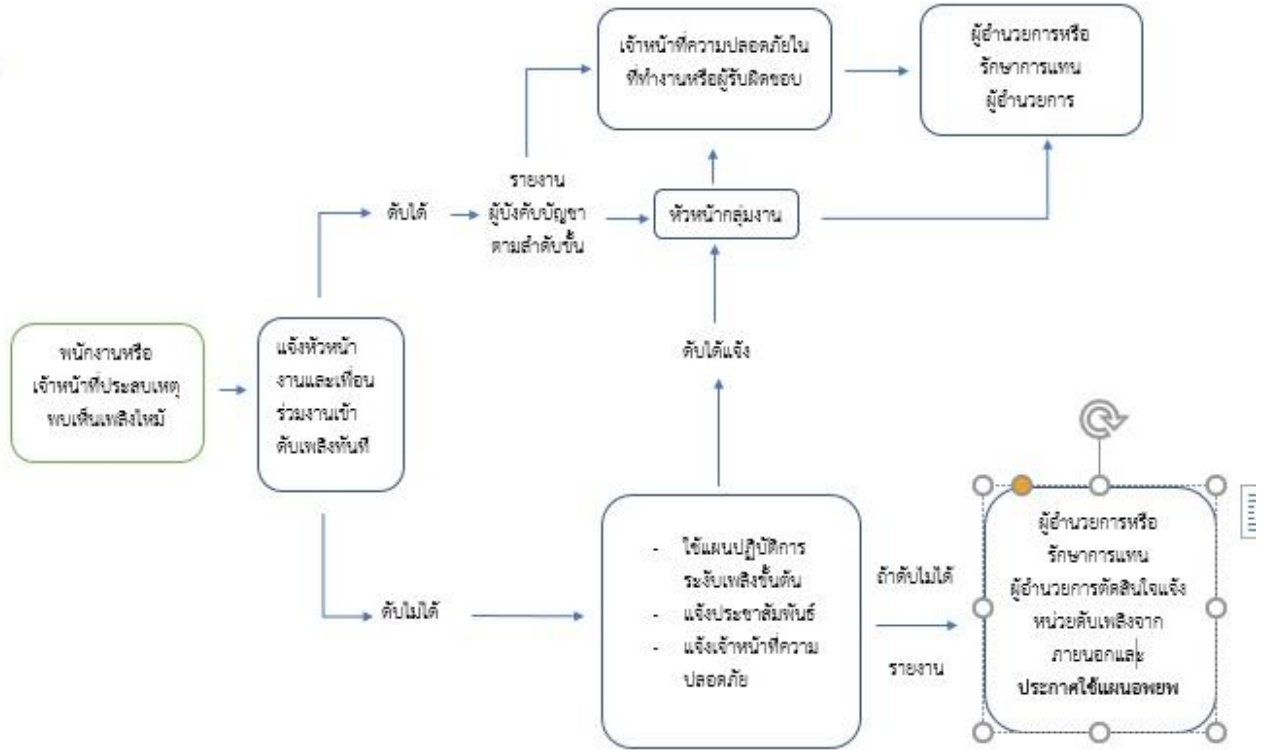 เจ้าหน้าที่ความปลอดภัยใน
ที่ทำงานหรือผู้รับผิดชอบ
ผู้อำนวยการหรือ
รักษาการแทน
ผู้อำนวยการ
ดับได้
รายงาน
ผู้บังคับบัญชา
ตามลำดับขั้น
หัวหน้ากลุ่มงาน
พนักงานหรือ
เจ้าหน้าที่ประสบเหตุ
พบเห็นเพลิงไหม้
แจ้งหัวหน้า
งานและเพื่อน
ร่วมงานเข้า
ดับเพลิงทันที
ดับได้แจ้ง
ดับไม่ได้
- ใช้แผนปฏิบัติการ
ระงับเพลิงขั้นต้น
- แจ้งประชาสัมพันธ์
- แจ้งเจ้าหน้าที่ความ
ปลอดภัย
ถ้าดับไม่ได้
รายงาน
ผู้อำนวยการหรือ
รักษาการแทน
ผู้อำนวยการตัดสินใจแจ้ง
หน่วยดับเพลิงจาก
ภายนอกและ
ประกาศใช้แผนอพยพ